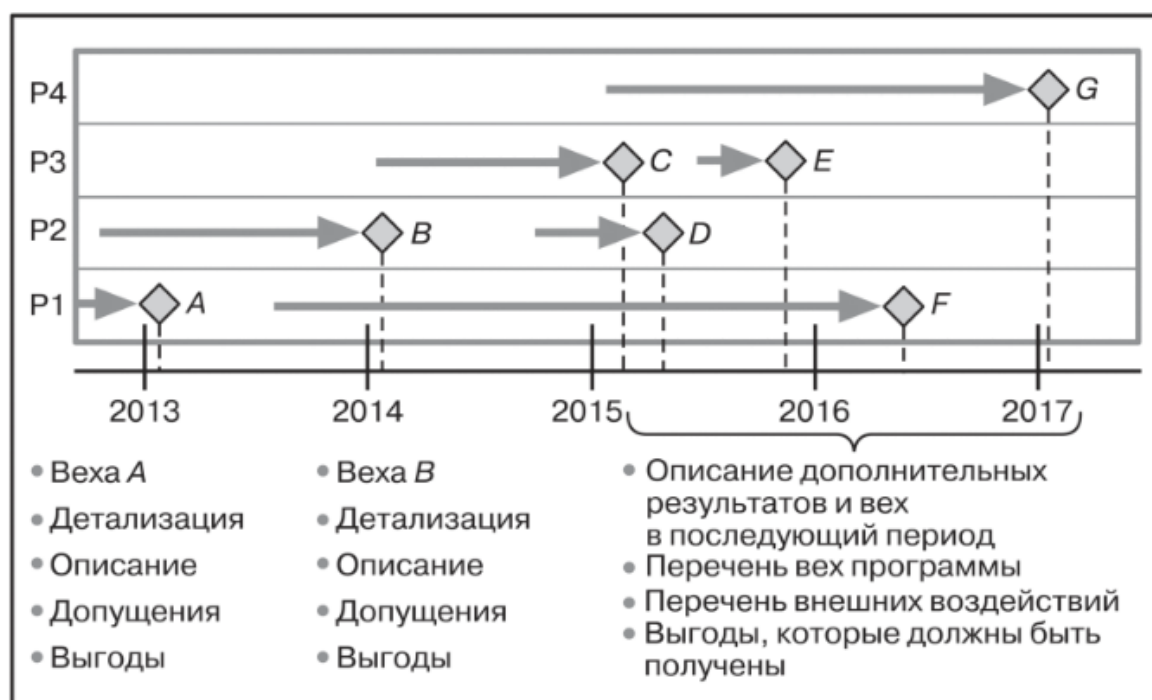 P4
G
P3
C
E
P2
B
D
P1
A
F
2013
2014
2015
2016
2017
• Веха A
• Детализация
• Описание
• Допущения
• Выгоды
• Веха B
• Детализация
• Описание
• Допущения
• Выгоды
• Описание дополнительных
результатов и вех
в последующий период
• Перечень вех программы
• Перечень внешних воздействий
• Выгоды, которые должны быть
получены